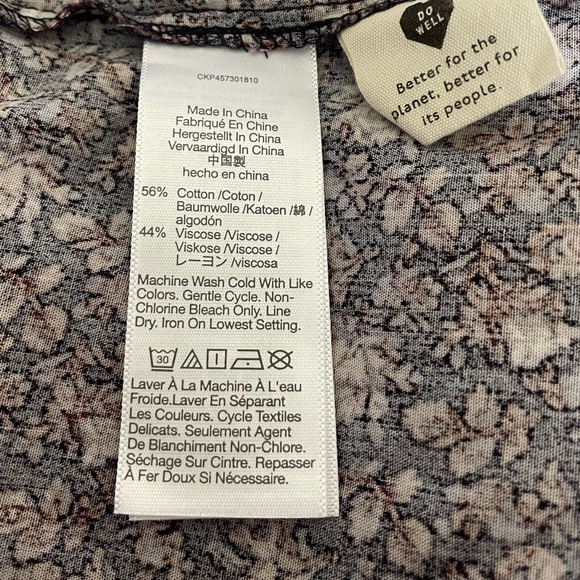 DO
WELL
Better for the
planet, better for
its people.
CKP457301810
Made In China
Fabriqué En Chine
Hergestellt In China
Vervaardigd In China
中国製
hecho en china
56% Cotton /Coton /
Baumwolle /Katoen /綿 /
algodón
44% Viscose /Viscose /
Viskose /Viscose /
レーヨン /viscosa
Machine Wash Cold With Like
Colors. Gentle Cycle. Non-
Chlorine Bleach Only. Line
Dry. Iron On Lowest Setting.
30
Laver À La Machine À L'eau
Froide.Laver En Séparant
Les Couleurs. Cycle Textiles
Delicats. Seulement Agent
De Blanchiment Non-Chlore.
Séchage Sur Cintre. Repasser
À Fer Doux Si Nécessaire.